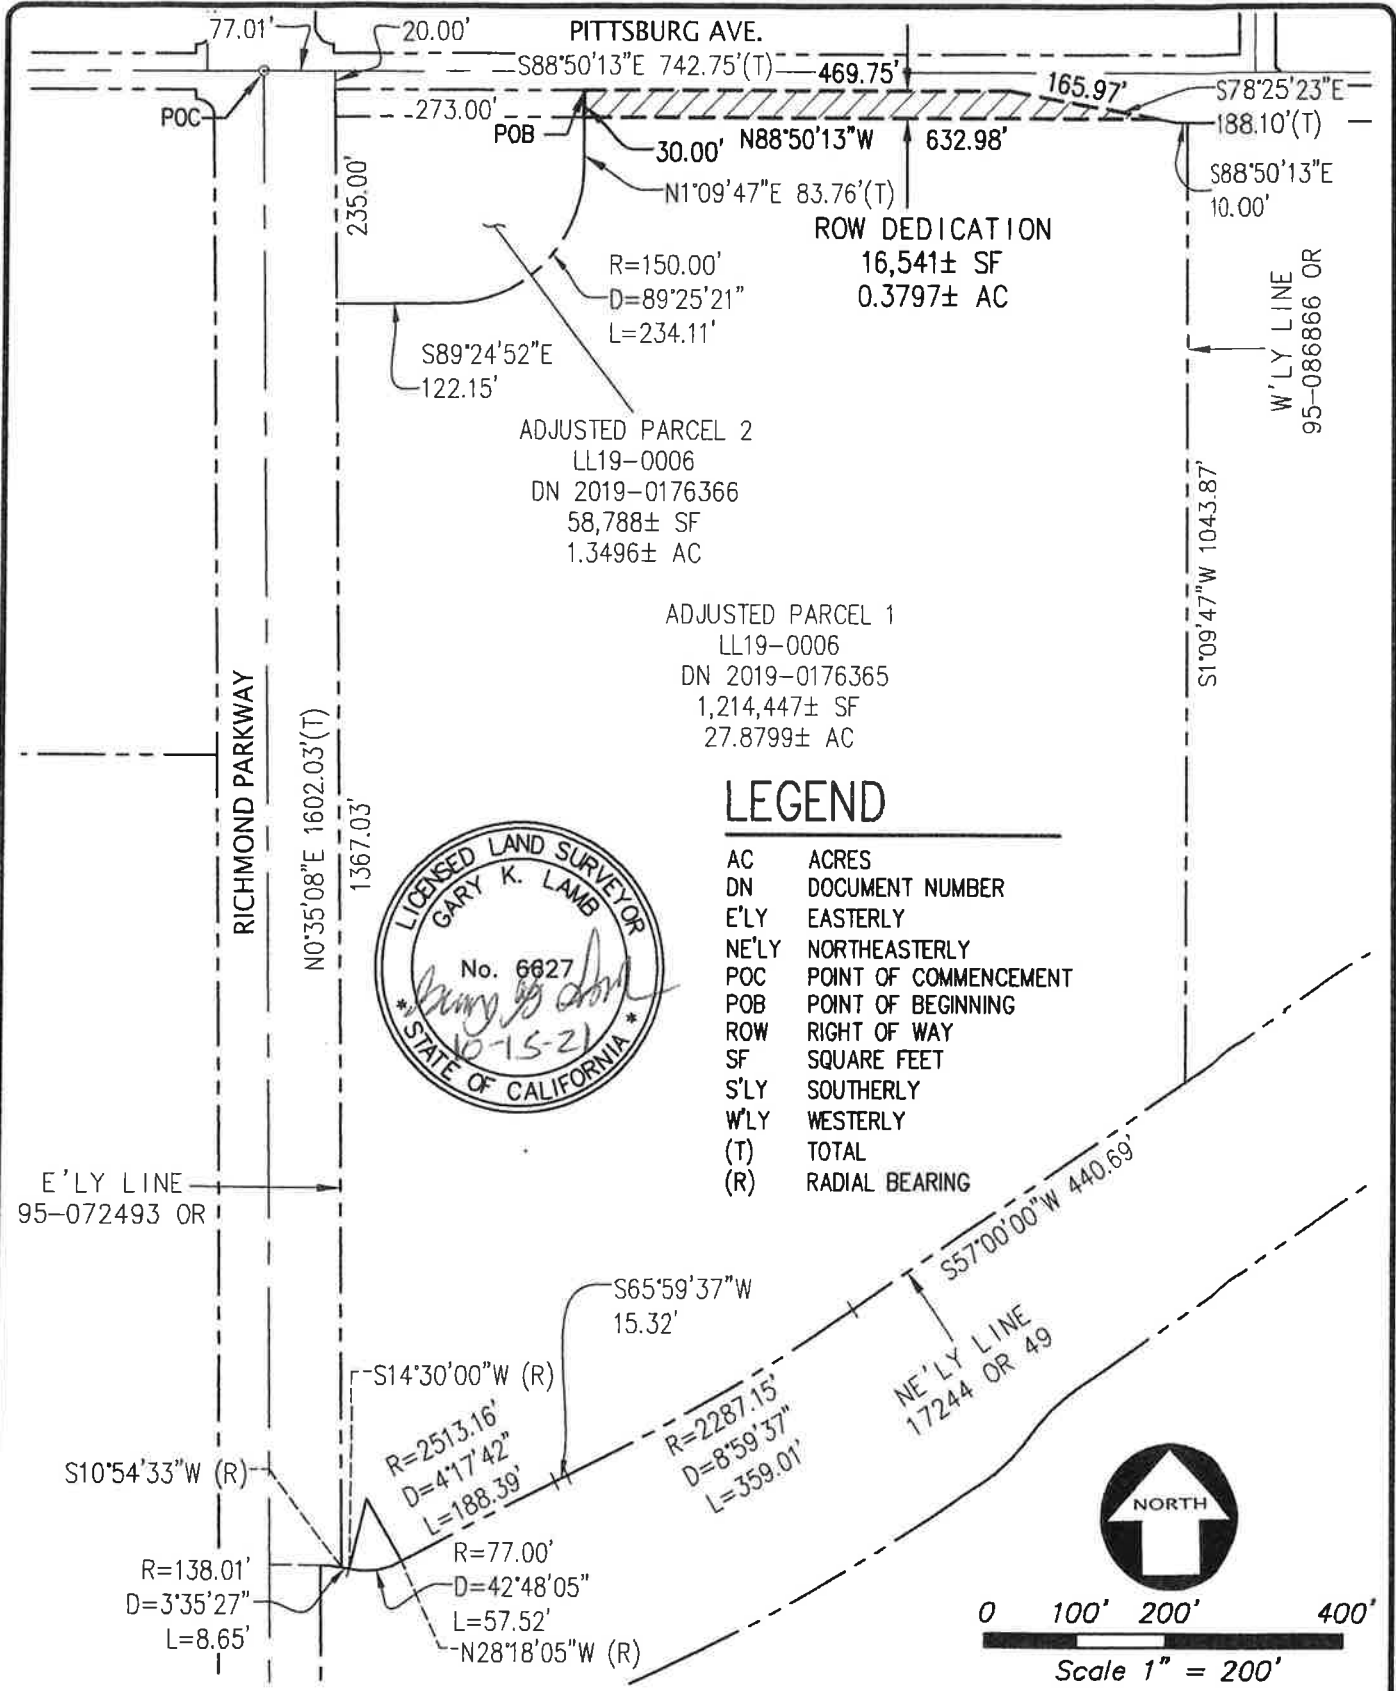 77.01'
20.00'
PITTSBURG AVE.
S88°50'13"E 742.75'(T)
469.75'
165.97'
S78°25'23"E
188.10'(T)
POC
273.00'
POB
30.00'
N88°50'13"W 632.98'
S88°50'13"E
10.00'
235.00'
N1°09'47"E 83.76'(T)
ROW DEDICATION
16,541± SF
0.3797± AC
R=150.00'
D=89°25'21"
L=234.11'
W'LY LINE
95-086866 OR
S89°24'52"E
122.15'
ADJUSTED PARCEL 2
LL19-0006
DN 2019-0176366
58,788± SF
1.3496± AC
S1°09'47"W 1043.87'
ADJUSTED PARCEL 1
LL19-0006
DN 2019-0176365
1,214,447± SF
27.8799± AC
RICHMOND PARKWAY
N0°35'08"E 1602.03'(T)
1367.03'
LICENSED LAND SURVEYOR
GARY K. LAMB
No. 6627
10-15-21
* STATE OF CALIFORNIA *
LEGEND
AC ACRES
DN DOCUMENT NUMBER
E'LY EASTERLY
NE'LY NORTHEASTERLY
POC POINT OF COMMENCEMENT
POB POINT OF BEGINNING
ROW RIGHT OF WAY
SF SQUARE FEET
S'LY SOUTHERLY
W'LY WESTERLY
(T) TOTAL
(R) RADIAL BEARING
E'LY LINE
95-072493 OR
S57°00'00"W 440.69'
S65°59'37"W
15.32'
NE'LY LINE
17244 OR 49
S14°30'00"W (R)
R=2513.16'
D=4°17'42"
L=188.39'
R=2287.15'
D=8°59'37"
L=359.01'
S10°54'33"W (R)
R=138.01'
D=3°35'27"
L=8.65'
R=77.00'
D=42°48'05"
L=57.52'
N28°18'05"W (R)
NORTH
0 100' 200' 400'
Scale 1" = 200'